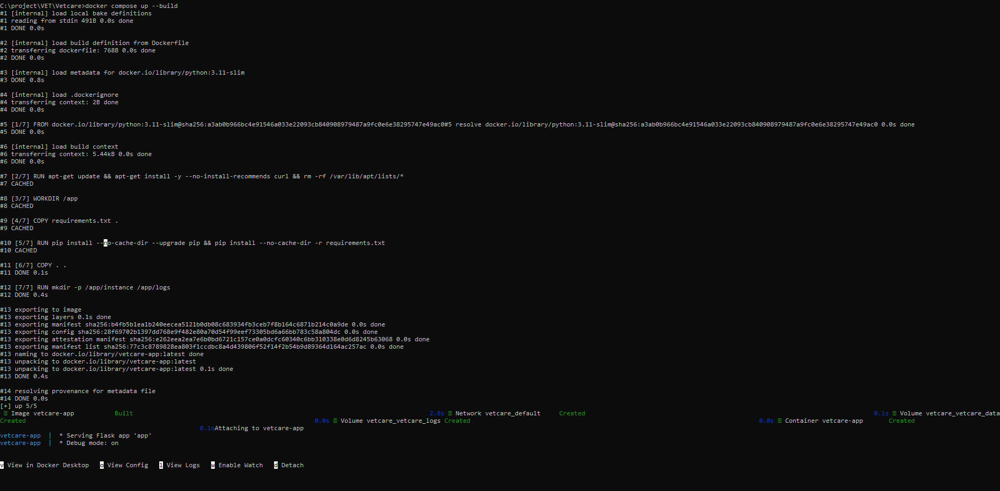 C:\project\VET\Vetcare>docker compose up --build
#1 [internal] load local bake definitions
#1 reading from stdin 491B 0.0s done
#1 DONE 0.0s
#2 [internal] load build definition from Dockerfile
#2 transferring dockerfile: 768B 0.0s done
#2 DONE 0.0s
#3 [internal] load metadata for docker.io/library/python:3.11-slim
#3 DONE 0.8s
#4 [internal] load .dockerignore
#4 transferring context: 2B done
#4 DONE 0.0s
#5 [1/7] FROM docker.io/library/python:3.11-slim@sha256:a3ab0b966bc4e91546a033e22093cb840908979487a9fc0e6e38295747e49ac0#5 resolve docker.io/library/python:3.11-slim@sha256:a3ab0b966bc4e91546a033e22093cb840908979487a9fc0e6e38295747e49ac0 0.0s done
#5 DONE 0.0s
#6 [internal] load build context
#6 transferring context: 5.44kB 0.0s done
#6 DONE 0.0s
#7 [2/7] RUN apt-get update && apt-get install -y --no-install-recommends curl && rm -rf /var/lib/apt/lists/*
#7 CACHED
#8 [3/7] WORKDIR /app
#8 CACHED
#9 [4/7] COPY requirements.txt .
#9 CACHED
#10 [5/7] RUN pip install --no-cache-dir --upgrade pip && pip install --no-cache-dir -r requirements.txt
#10 CACHED
#11 [6/7] COPY . .
#11 DONE 0.1s
#12 [7/7] RUN mkdir -p /app/instance /app/logs
#12 DONE 0.4s
#13 exporting to image
#13 exporting layers 0.1s done
#13 exporting manifest sha256:b4fb5b1ea1b240eecea5121b0db08c683934fb3ceb7f8b164c6871b214c0a9de 0.0s done
#13 exporting config sha256:28f69702b1397dd768e9f482e80a70d54f99eef73305bd6a66bb783c58a804dc 0.0s done
#13 exporting attestation manifest sha256:e262eea2ea7e6b0bd6721c157ce0a0dcfc60340c6bb310338e0d6d8245b63068 0.0s done
#13 exporting manifest list sha256:77c3c8789828ea803f1ccdbc8a4d439806f52f14f2b54b9d89364d164ac257ac 0.0s done
#13 naming to docker.io/library/vetcare-app:latest done
#13 unpacking to docker.io/library/vetcare-app:latest
#13 unpacking to docker.io/library/vetcare-app:latest 0.1s done
#13 DONE 0.4s
#14 resolving provenance for metadata file
#14 DONE 0.0s
[+] up 5/5
Image vetcare-app Built 2.8s Network vetcare_default Created 0.1s Volume vetcare_vetcare_data
Created 0.0s Volume vetcare_vetcare_logs Created 0.0s Container vetcare-app Created
0.1sAttaching to vetcare-app
vetcare-app | * Serving Flask app 'app'
vetcare-app | * Debug mode: on
v View in Docker Desktop o View Config l View Logs w Enable Watch d Detach